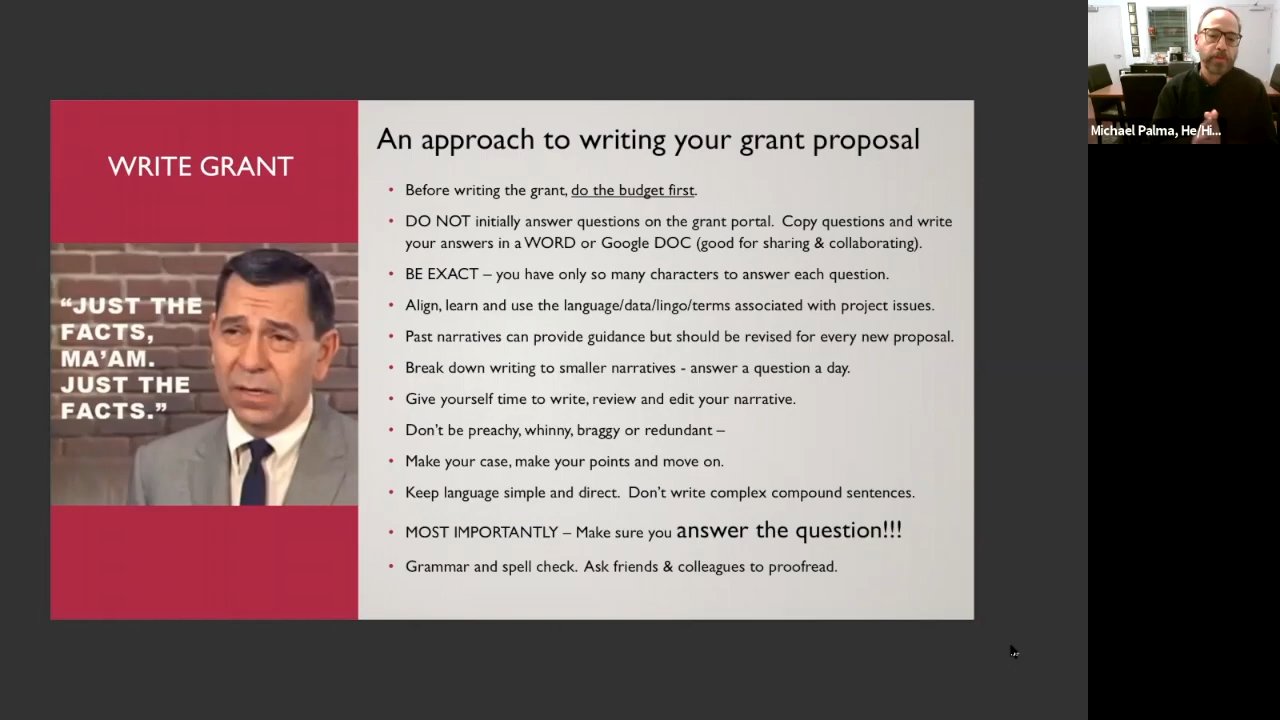 WRITE GRANT
“JUST THE
FACTS,
MA’AM.
JUST THE
FACTS.”
An approach to writing your grant proposal
• Before writing the grant, do the budget first.
• DO NOT initially answer questions on the grant portal. Copy questions and write
your answers in a WORD or Google DOC (good for sharing & collaborating).
• BE EXACT – you have only so many characters to answer each question.
• Align, learn and use the language/data/lingo/terms associated with project issues.
• Past narratives can provide guidance but should be revised for every new proposal.
• Break down writing to smaller narratives - answer a question a day.
• Give yourself time to write, review and edit your narrative.
• Don’t be preachy, whinny, braggy or redundant –
• Make your case, make your points and move on.
• Keep language simple and direct. Don’t write complex compound sentences.
• MOST IMPORTANTLY – Make sure you answer the question!!!
• Grammar and spell check. Ask friends & colleagues to proofread.
Michael Palma, He/Hi...